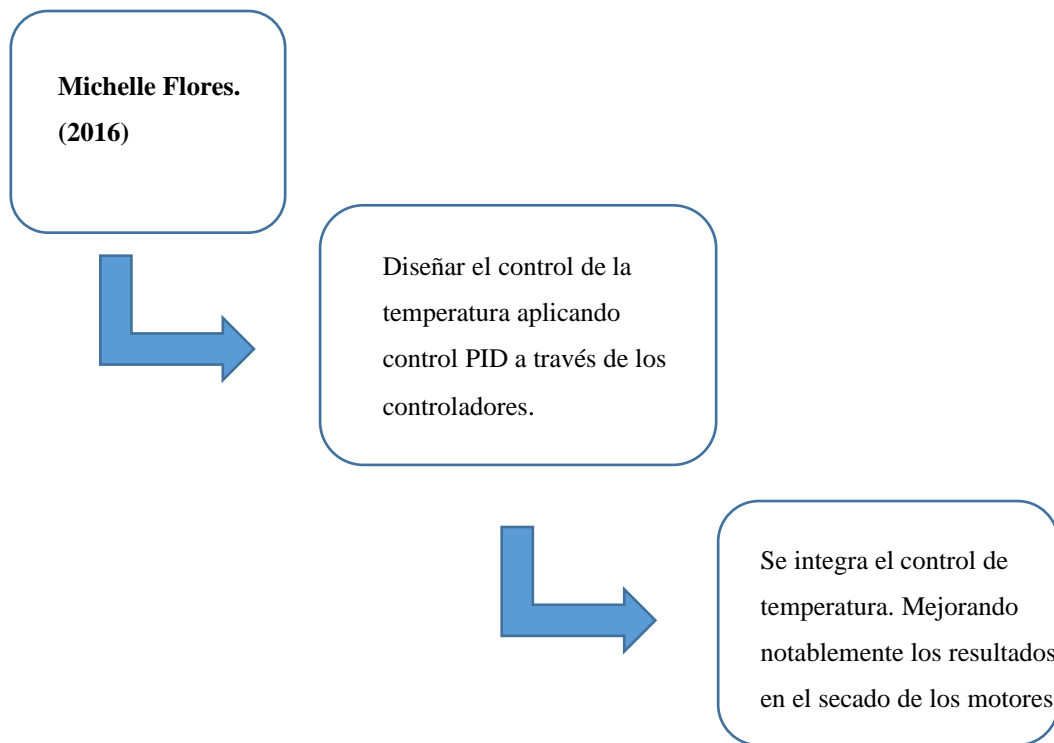 Michelle Flores.
(2016)
Diseñar el control de la
temperatura aplicando
control PID a través de los
controladores.
Se integra el control de
temperatura. Mejorando
notablemente los resultados
en el secado de los motores